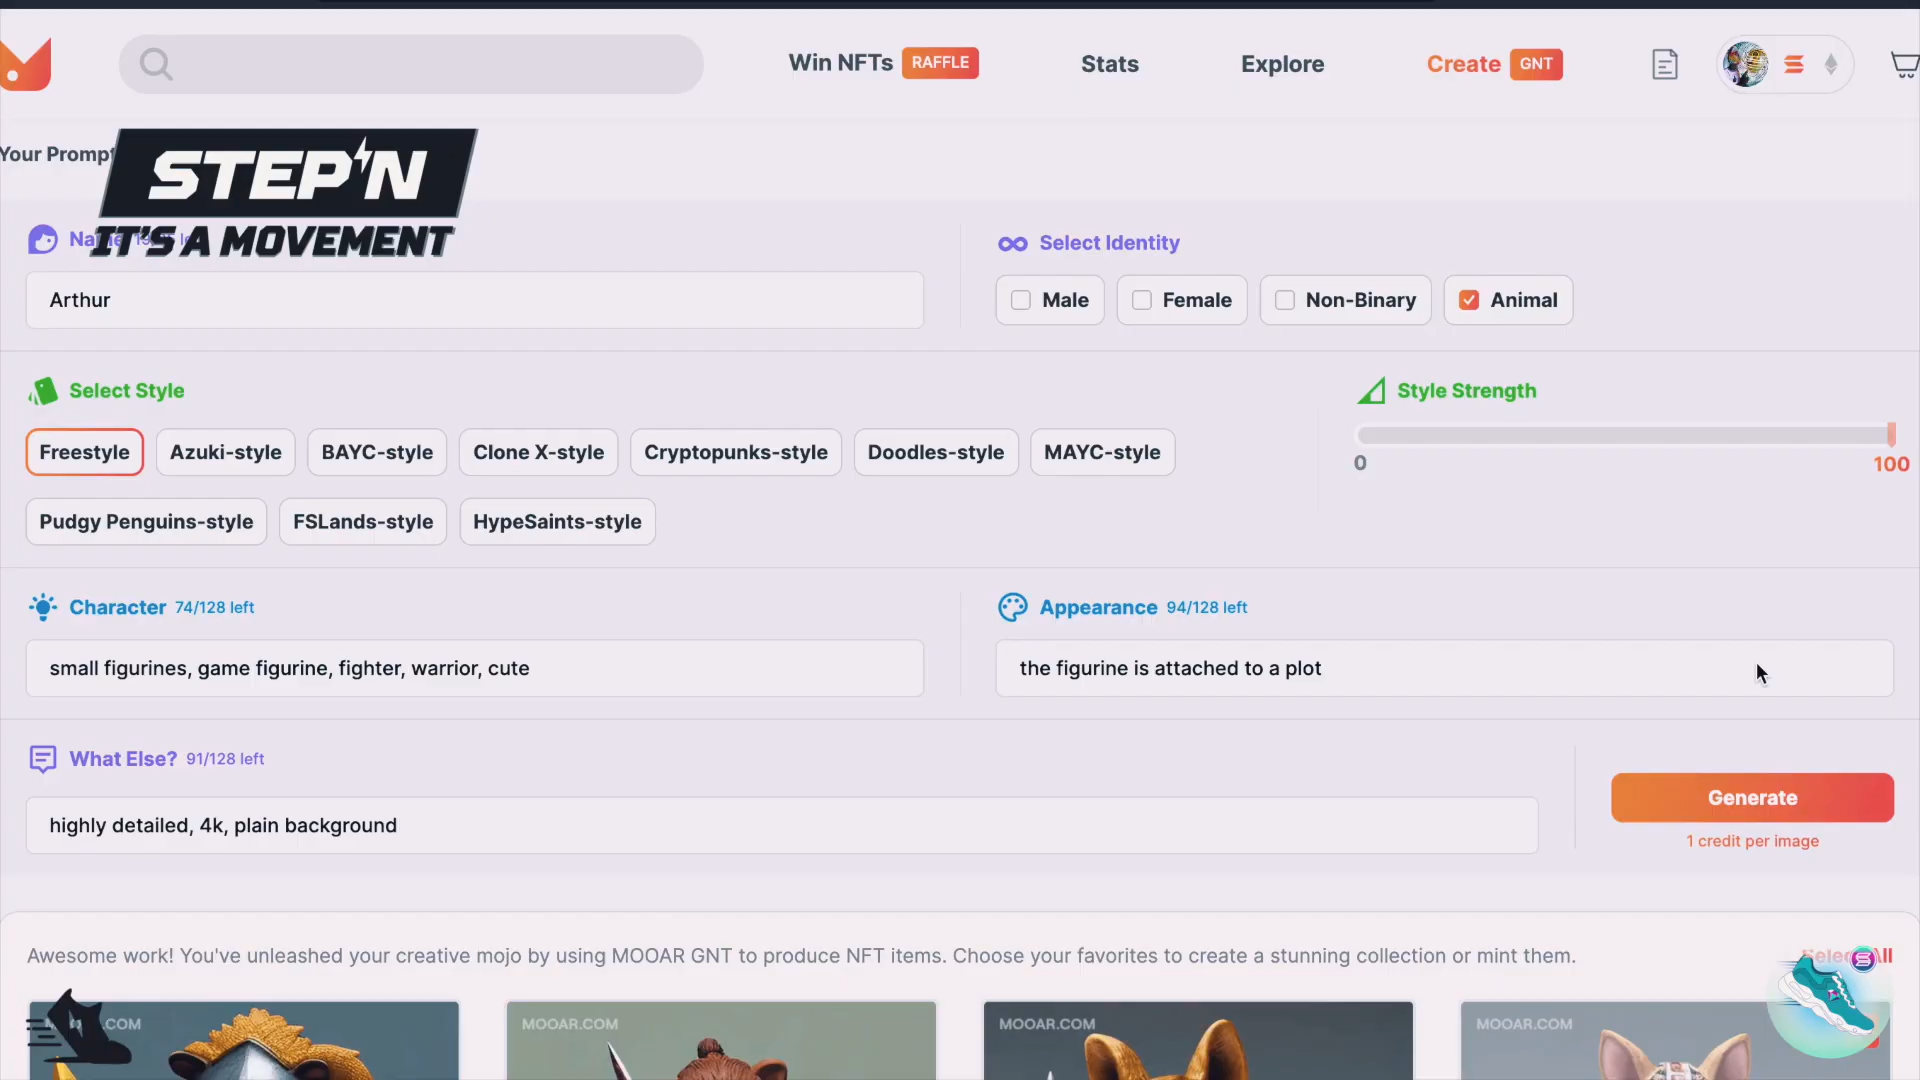 Win NFTs RAFFLE Stats Explore Create GNT
Your Prompt
STEP'N
IT'S A MOVEMENT
Select Identity
Arthur
Male Female Non-Binary Animal
Select Style
Style Strength
Freestyle Azuki-style BAYC-style Clone X-style Cryptopunks-style Doodles-style MAYC-style
0 100
Pudgy Penguins-style FSLands-style HypeSaints-style
Character 74/128 left
Appearance 94/128 left
small figurines, game figurine, fighter, warrior, cute
the figurine is attached to a plot
What Else? 91/128 left
highly detailed, 4k, plain background
Generate
1 credit per image
Awesome work! You've unleashed your creative mojo by using MOOAR GNT to produce NFT items. Choose your favorites to create a stunning collection or mint them.
MOOAR.COM
MOOAR.COM
MOOAR.COM